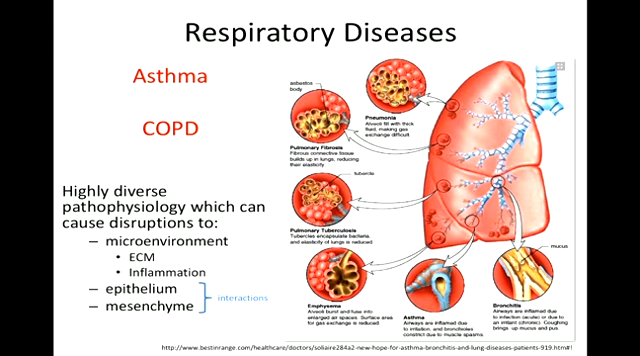 Respiratory Diseases
Asthma
COPD
Highly diverse
pathophysiology which can
cause disruptions to:
– microenvironment
• ECM
• Inflammation
– epithelium
– mesenchyme
interactions
asbestos
body
Pneumonia
Alveoli fill with thick
fluid, making gas
exchange difficult
Pulmonary Fibrosis
Fibrous connective tissue
builds up in lungs, reducing
their elasticity
tubercle
Pulmonary Tuberculosis
Tubercles encapsulate bacteria,
and elasticity of lungs is reduced.
Emphysema
Alveoli burst and fuse into
enlarged air spaces. Surface area
for gas exchange is reduced.
Asthma
Airways are inflamed due
to irritation, and bronchioles
constrict due to muscle spasms.
mucus
Bronchitis
Airways are inflamed due
to infection (acute) or due to
an irritant (chronic). Coughing
brings up mucus and pus.
http://www.bestinrange.com/healthcare/doctors/soliaire284a2-new-hope-for-asthma-bronchitis-and-lung-diseases-patients-919.htm#!